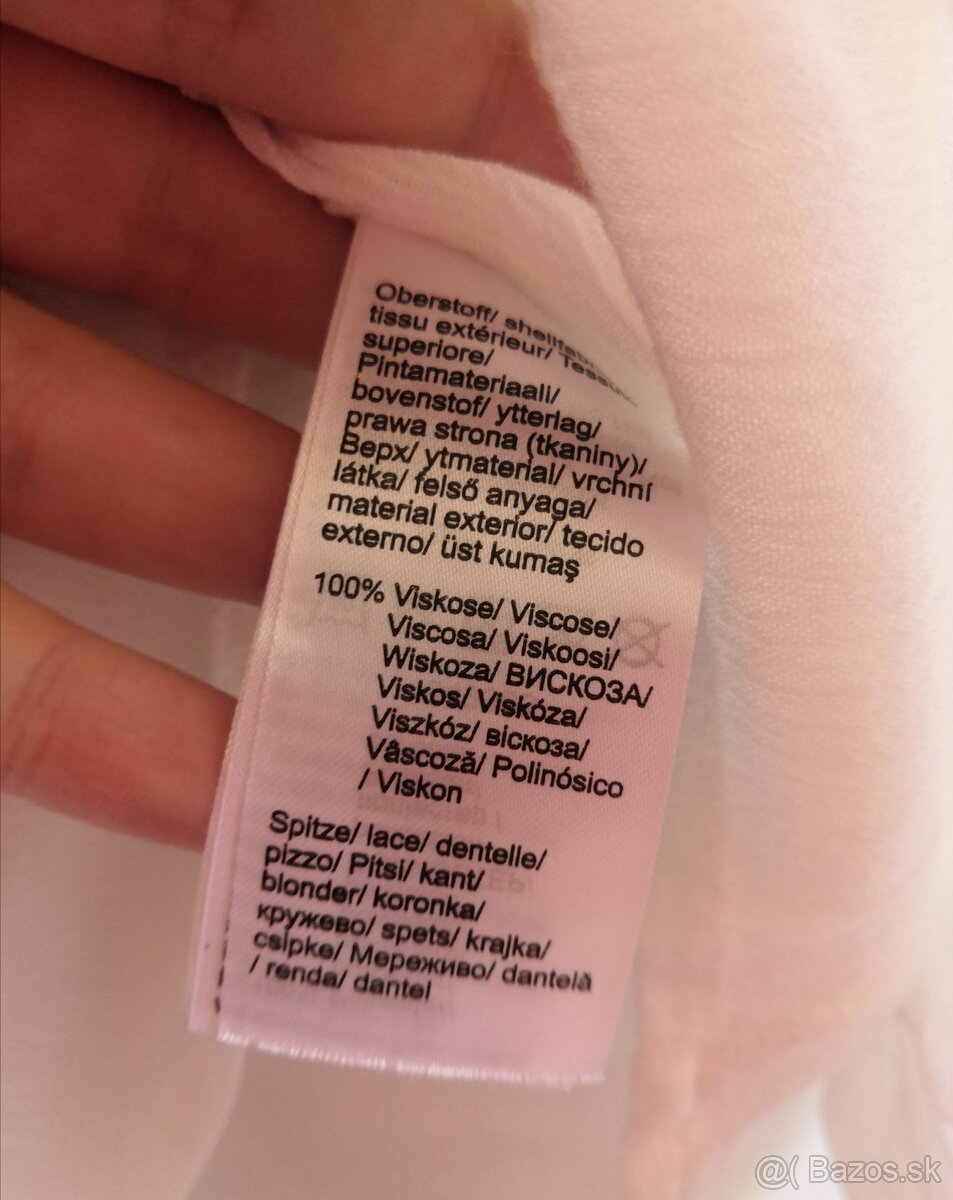 Oberstoff/
tissu extérieur/
superiore/
Pintamateriaali/
bovenstof/ ytterlag/
prawa strona (tkaniny)/
Верх/ ytmaterial/ vrchní
látka/ felső anyaga/
material exterior/ tecido
externo/ üst kumaş
100% Viskose/ Viscose/
Viscosa/ Viskoosi/
Wiskoza/ ВИСКОЗА/
Viskos/ Viskóza/
Viszkóz/ віскоза/
Vâscoză/ Polinósico
/ Viskon
Spitze/ lace/ dentelle/
pizzo/ Pitsi/ kant/
blonder/ koronka/
кружево/ spets/ krajka/
csipke/ Мереживо/ dantelă
/ renda/ dantel
@( Bazos.sk